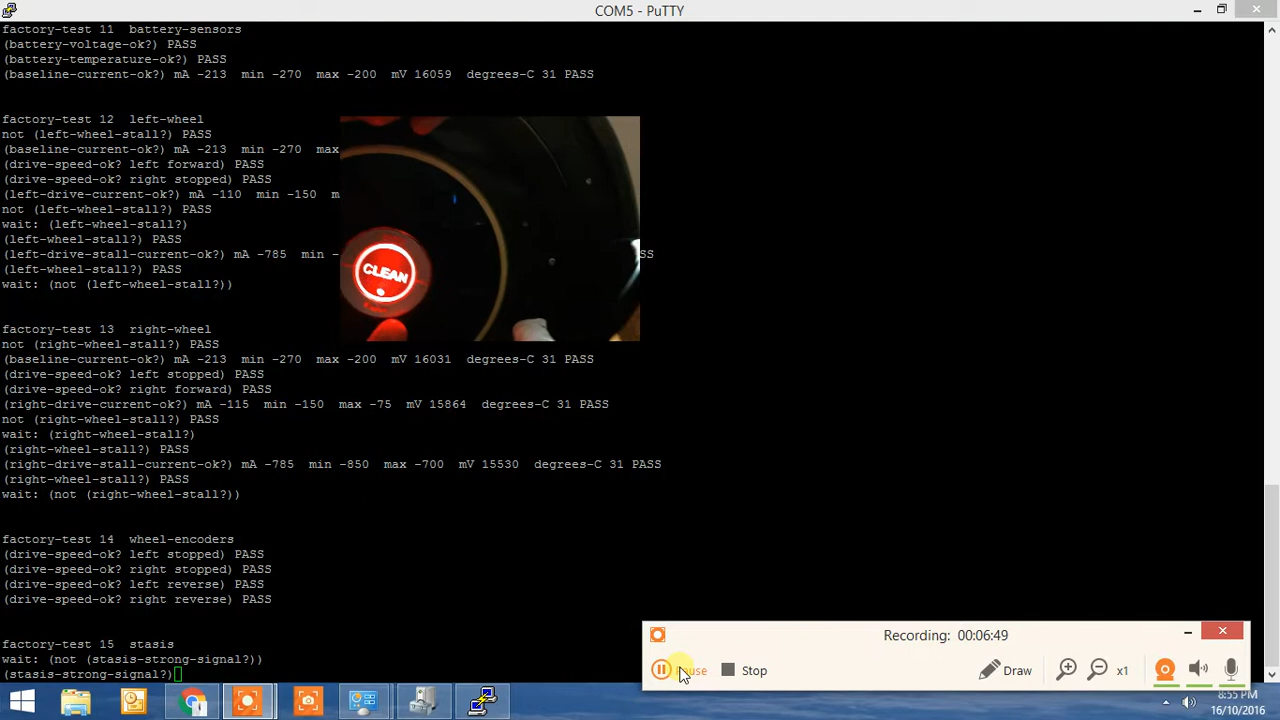 COM5 - PuTTY
factory-test 11  battery-sensors
(battery-voltage-ok?) PASS
(battery-temperature-ok?) PASS
(baseline-current-ok?) mA -213  min -270  max -200  mV 16059  degrees-C 31 PASS
factory-test 12  left-wheel
not (left-wheel-stall?) PASS
(baseline-current-ok?) mA -213  min -270  max
(drive-speed-ok? left forward) PASS
(drive-speed-ok? right stopped) PASS
(left-drive-current-ok?) mA -110  min -150  m
not (left-wheel-stall?) PASS
wait: (left-wheel-stall?)
(left-wheel-stall?) PASS
(left-drive-stall-current-ok?) mA -785  min - SS
(left-wheel-stall?) PASS
wait: (not (left-wheel-stall?))
CLEAN
factory-test 13  right-wheel
not (right-wheel-stall?) PASS
(baseline-current-ok?) mA -213  min -270  max -200  mV 16031  degrees-C 31 PASS
(drive-speed-ok? left stopped) PASS
(drive-speed-ok? right forward) PASS
(right-drive-current-ok?) mA -115  min -150  max -75  mV 15864  degrees-C 31 PASS
not (right-wheel-stall?) PASS
wait: (right-wheel-stall?)
(right-wheel-stall?) PASS
(right-drive-stall-current-ok?) mA -785  min -850  max -700  mV 15530  degrees-C 31 PASS
(right-wheel-stall?) PASS
wait: (not (right-wheel-stall?))
factory-test 14  wheel-encoders
(drive-speed-ok? left stopped) PASS
(drive-speed-ok? right stopped) PASS
(drive-speed-ok? left reverse) PASS
(drive-speed-ok? right reverse) PASS
factory-test 15  stasis
wait: (not (stasis-strong-signal?))
(stasis-strong-signal?)
Recording: 00:06:49
Pause Stop Draw x1
8:55 PM
16/10/2016